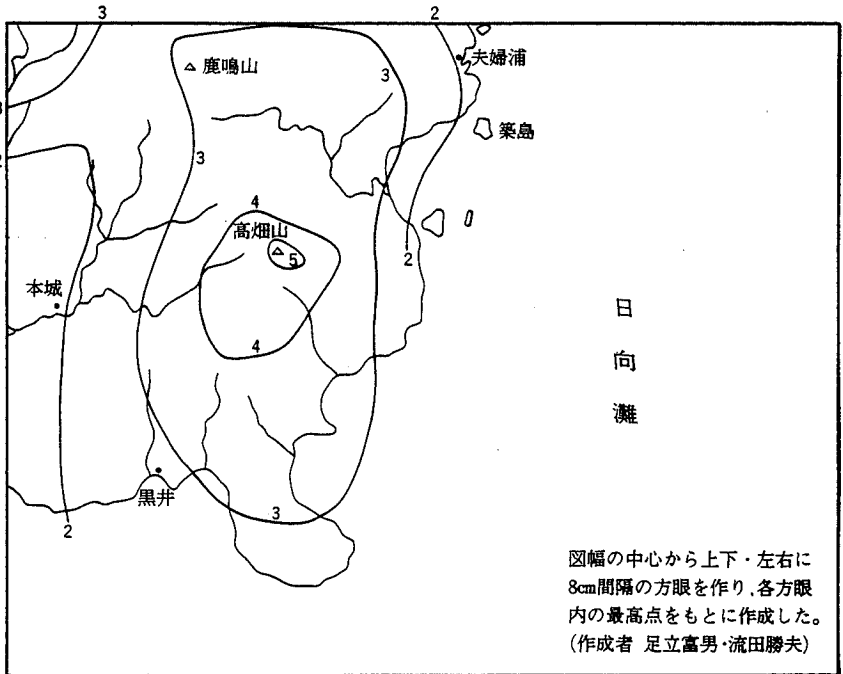 3
2
鹿鳴山
3
夫婦浦
築島
3
4
高畑山
5
2
本城
4
日
向
灘
黒井
3
2
図幅の中心から上下・左右に
8cm間隔の方眼を作り,各方眼
内の最高点をもとに作成した。
(作成者 足立富男・流田勝夫)